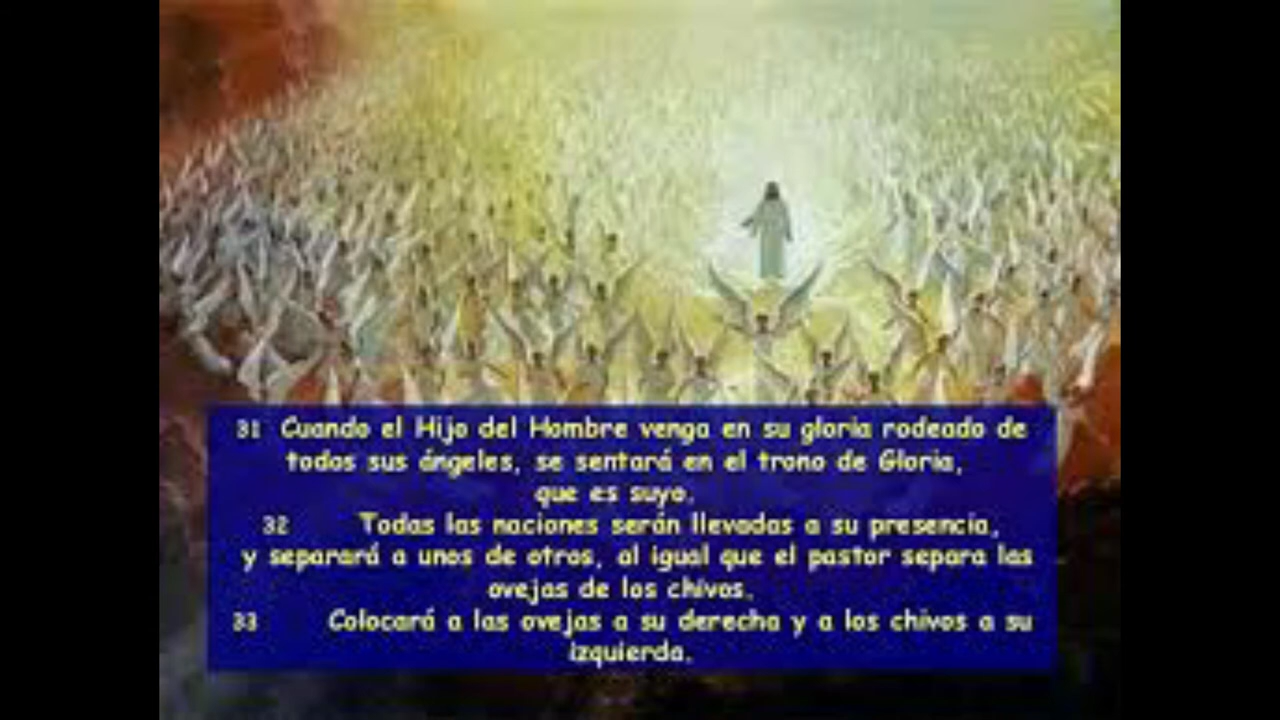 31 Cuando el Hijo del Hombre venga en su gloria rodeado de
todos sus ángeles, se sentará en el trono de Gloria,
que es suyo.
32 Todas las naciones serán llevadas a su presencia,
y separará a unos de otros, al igual que el pastor separa las
ovejas de los chivos.
33 Colocará a las ovejas a su derecha y a los chivos a su
izquierda.